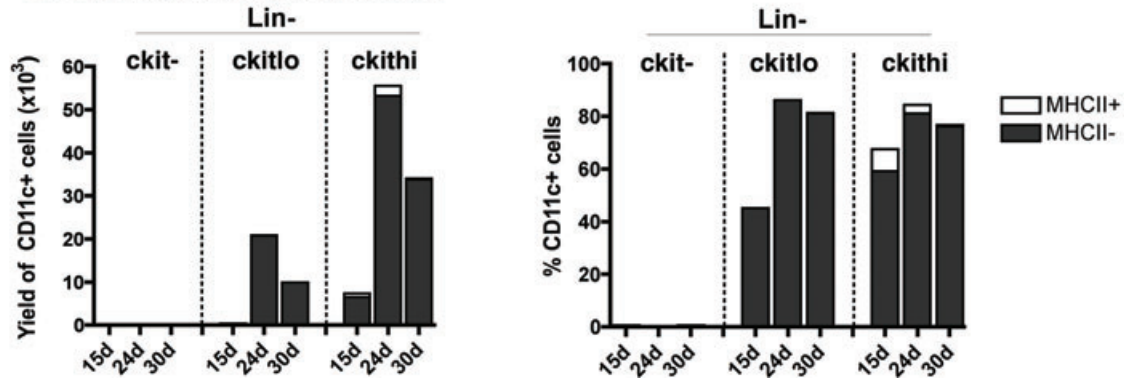 Lin-
ckit- ckitlo ckithi
Yield of CD11c+ cells (x10³)
60
50
40
30
20
10
0
15d 24d 30d 15d 24d 30d 15d 24d 30d
Lin-
ckit- ckitlo ckithi
% CD11c+ cells
100
80
60
40
20
0
15d 24d 30d 15d 24d 30d 15d 24d 30d
MHCII+
MHCII-